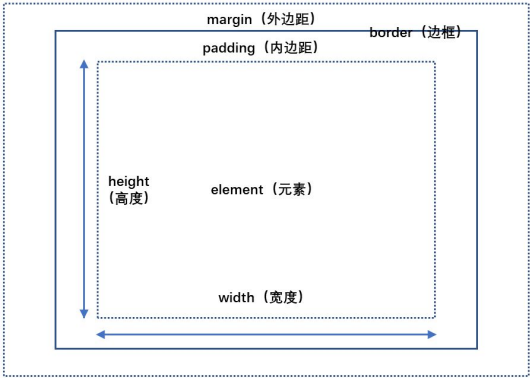 margin（外边距）
border（边框）
padding（内边距）
height
（高度）
element（元素）
width（宽度）